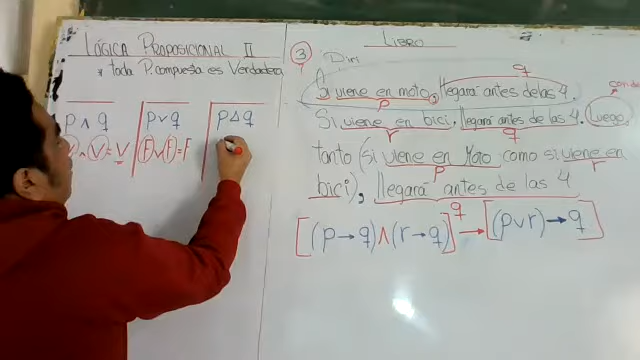 LÓGICA PROPOSICIONAL II
* toda P. compuesta es Verdadera
p ∧ q
p ∨ q
p Δ q
V = V
F ∨ F = F
LIBRO
3
q
Si viene en moto, llegará antes de las 4.
p
Si viene en bici, llegará antes de las 4. Luego,
r q
tanto (si viene en Moto como si viene en
p r
bici), llegará antes de las 4
q
[(p → q) ∧ (r → q)] → [(p ∨ r) → q]